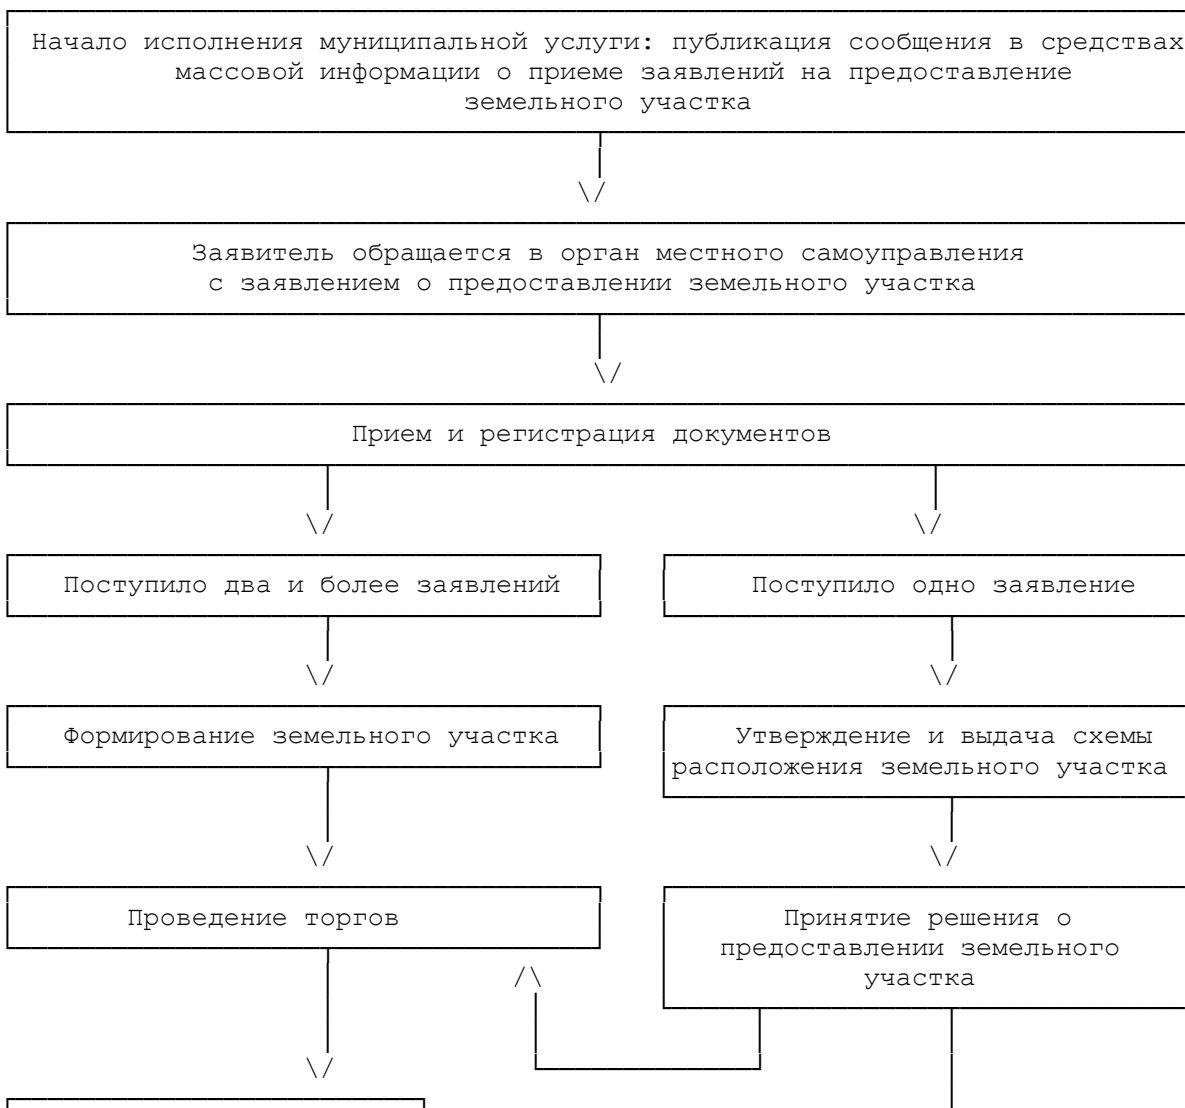 Начало исполнения муниципальной услуги: публикация сообщения в средствах
массовой информации о приеме заявлений на предоставление
земельного участка
Заявитель обращается в орган местного самоуправления
с заявлением о предоставлении земельного участка
Прием и регистрация документов
Поступило два и более заявлений
Поступило одно заявление
Формирование земельного участка
Утверждение и выдача схемы
расположения земельного участка
Проведение торгов
Принятие решения о
предоставлении земельного
участка